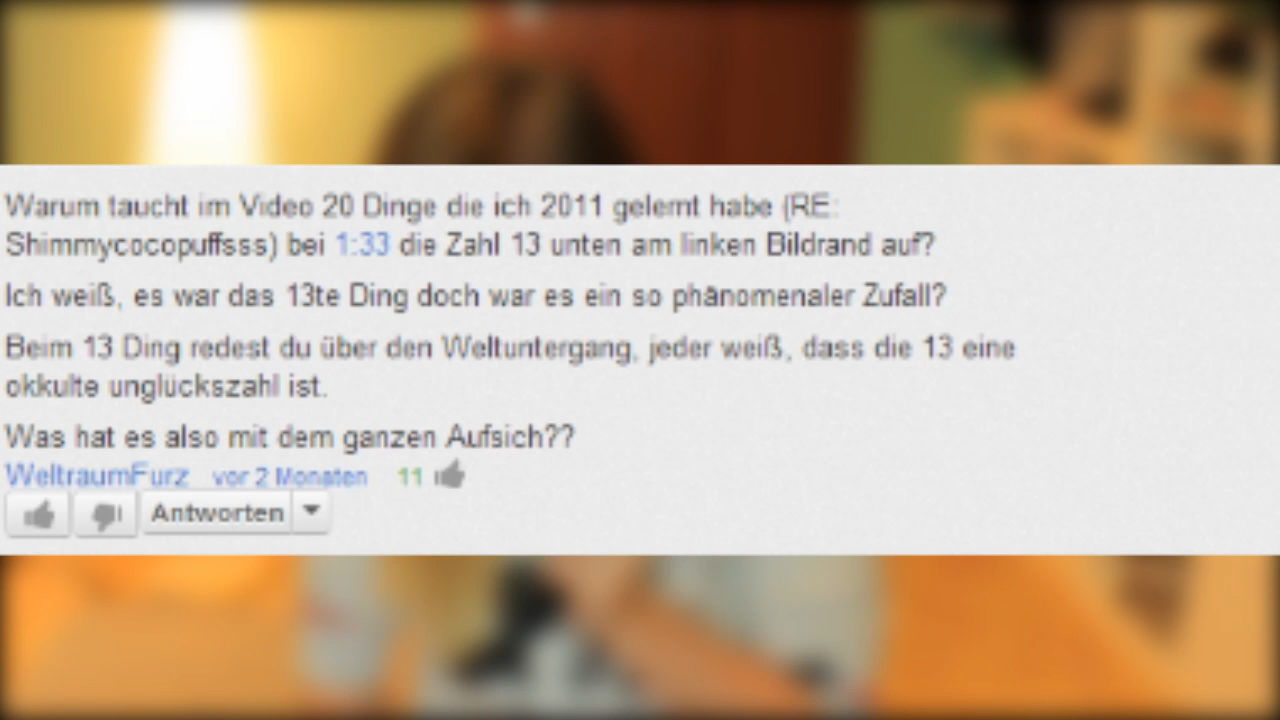 Warum taucht im Video 20 Dinge die ich 2011 gelernt habe (RE:
Shimmycocopuffsss) bei 1:33 die Zahl 13 unten am linken Bildrand auf?
Ich weiß, es war das 13te Ding doch war es ein so phänomenaler Zufall?
Beim 13 Ding redest du über den Weltuntergang, jeder weiß, dass die 13 eine
okkulte unglückszahl ist.
Was hat es also mit dem ganzen Aufsich??
WeltraumFurz vor 2 Monaten 11
Antworten